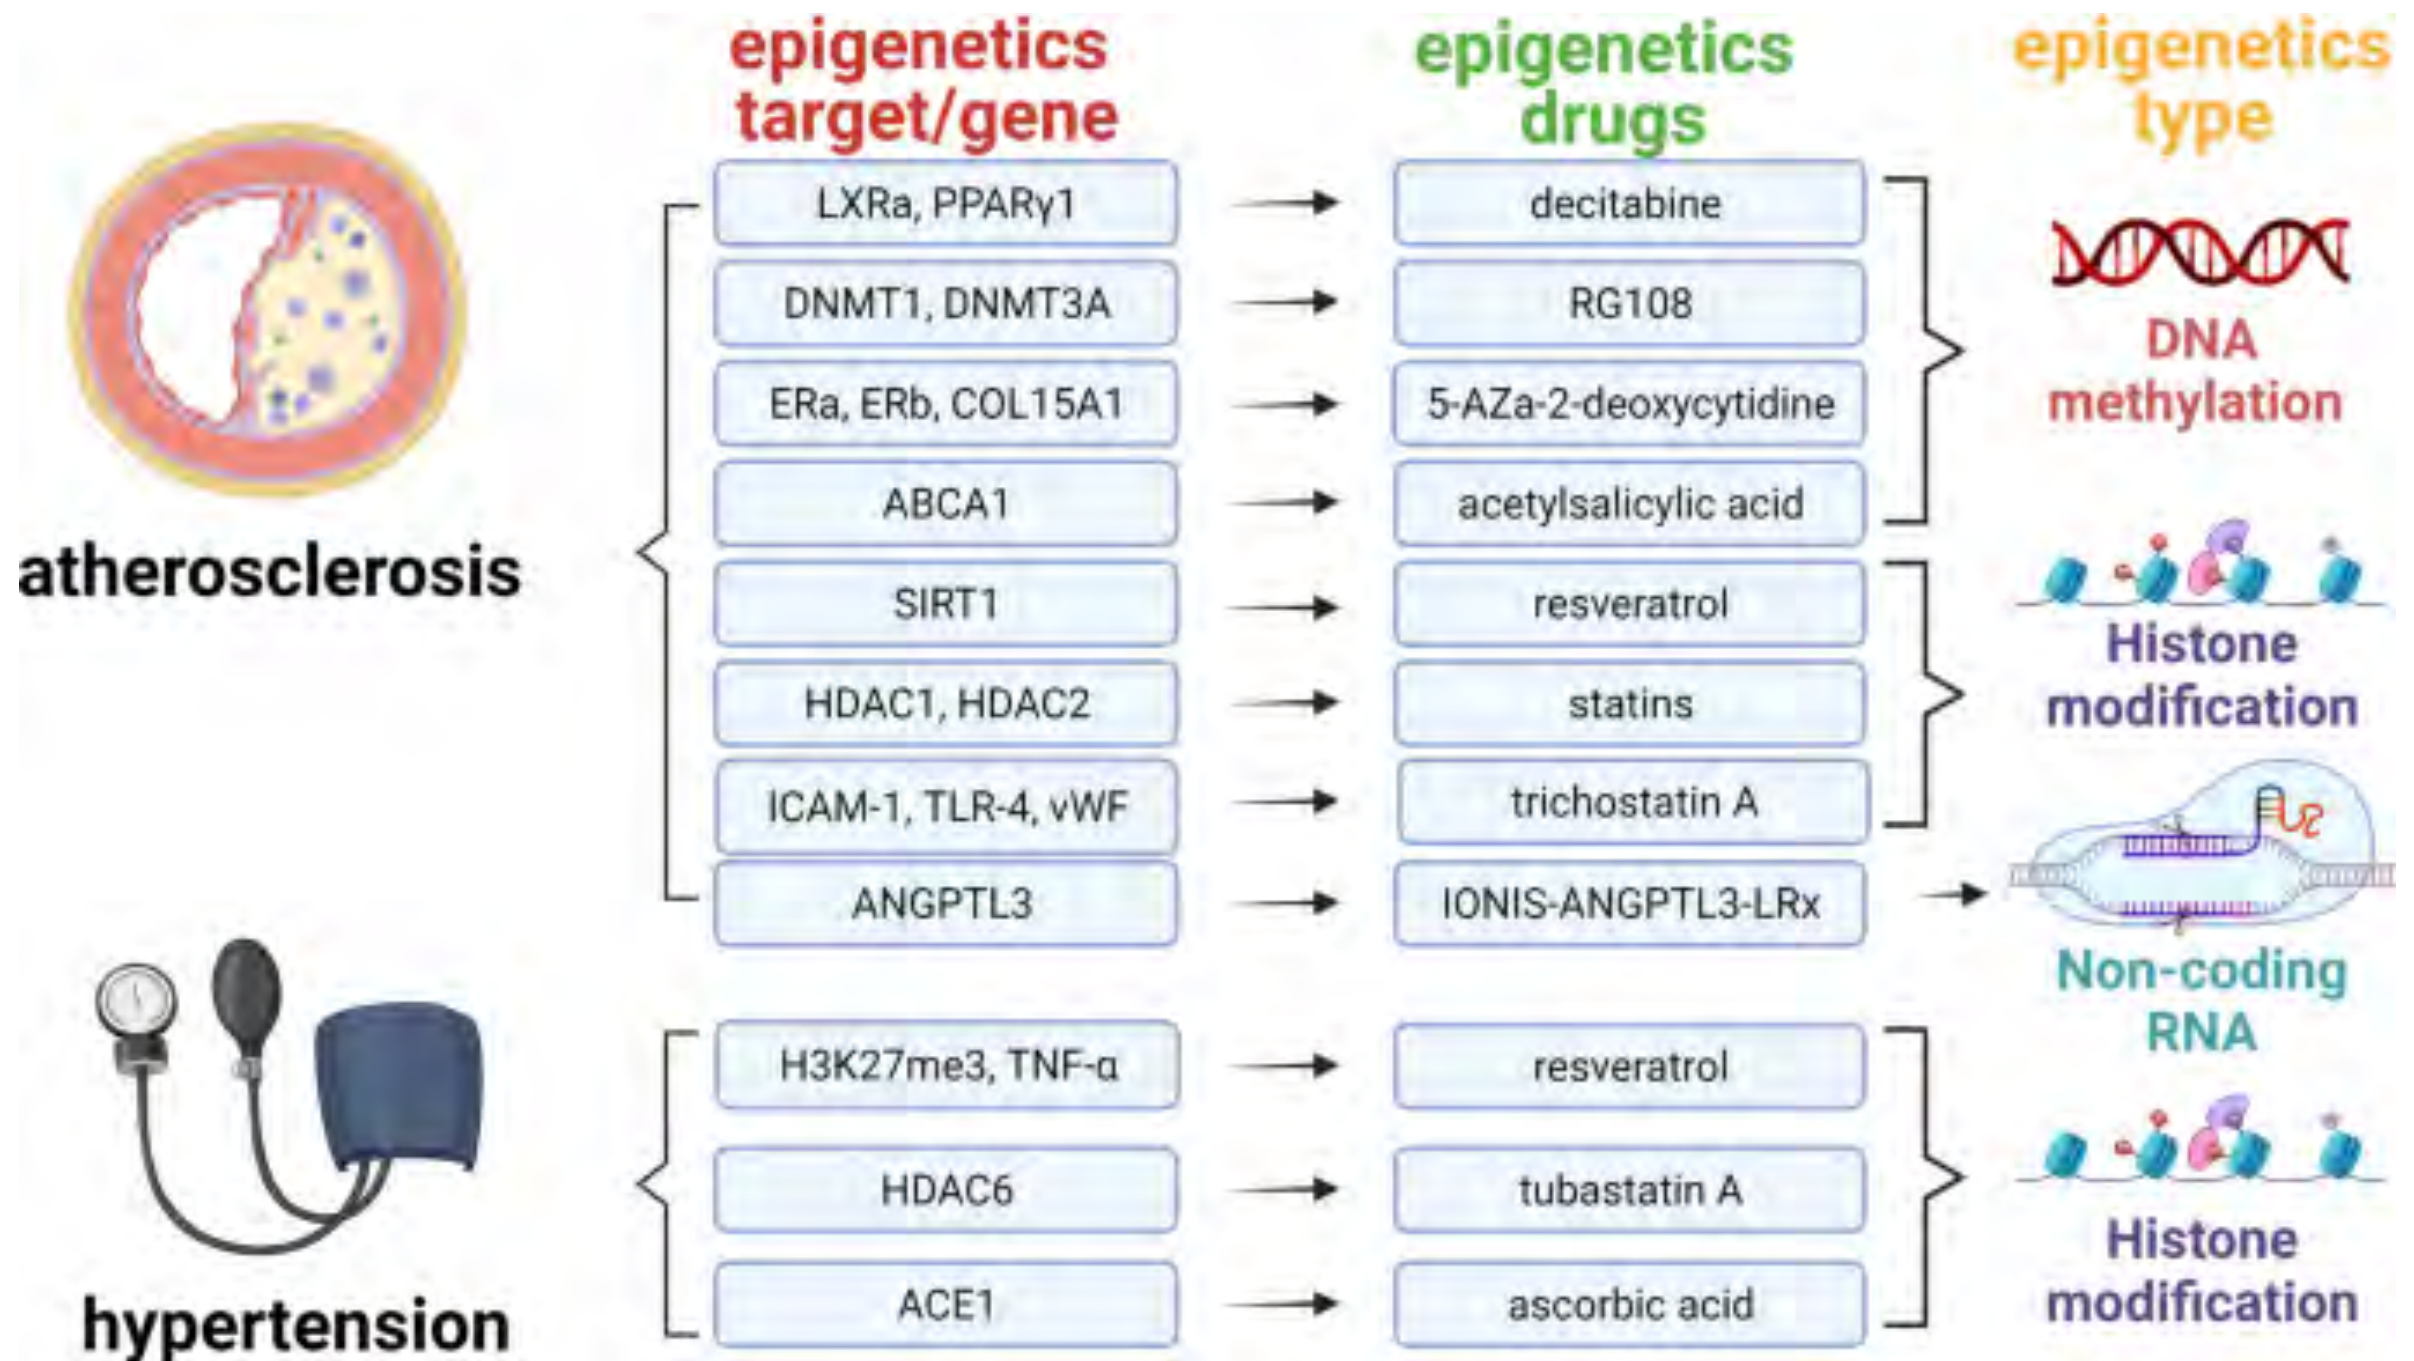 epigenetics
target/gene
epigenetics
drugs
epigenetics
type
atherosclerosis
LXRa, PPARγ1
decitabine
DNMT1, DNMT3A
RG108
ERa, ERb, COL15A1
5-AZa-2-deoxycytidine
ABCA1
acetylsalicylic acid
DNA
methylation
SIRT1
resveratrol
HDAC1, HDAC2
statins
ICAM-1, TLR-4, vWF
trichostatin A
Histone
modification
ANGPTL3
IONIS-ANGPTL3-LRx
Non-coding
RNA
hypertension
H3K27me3, TNF-α
resveratrol
HDAC6
tubastatin A
ACE1
ascorbic acid
Histone
modification